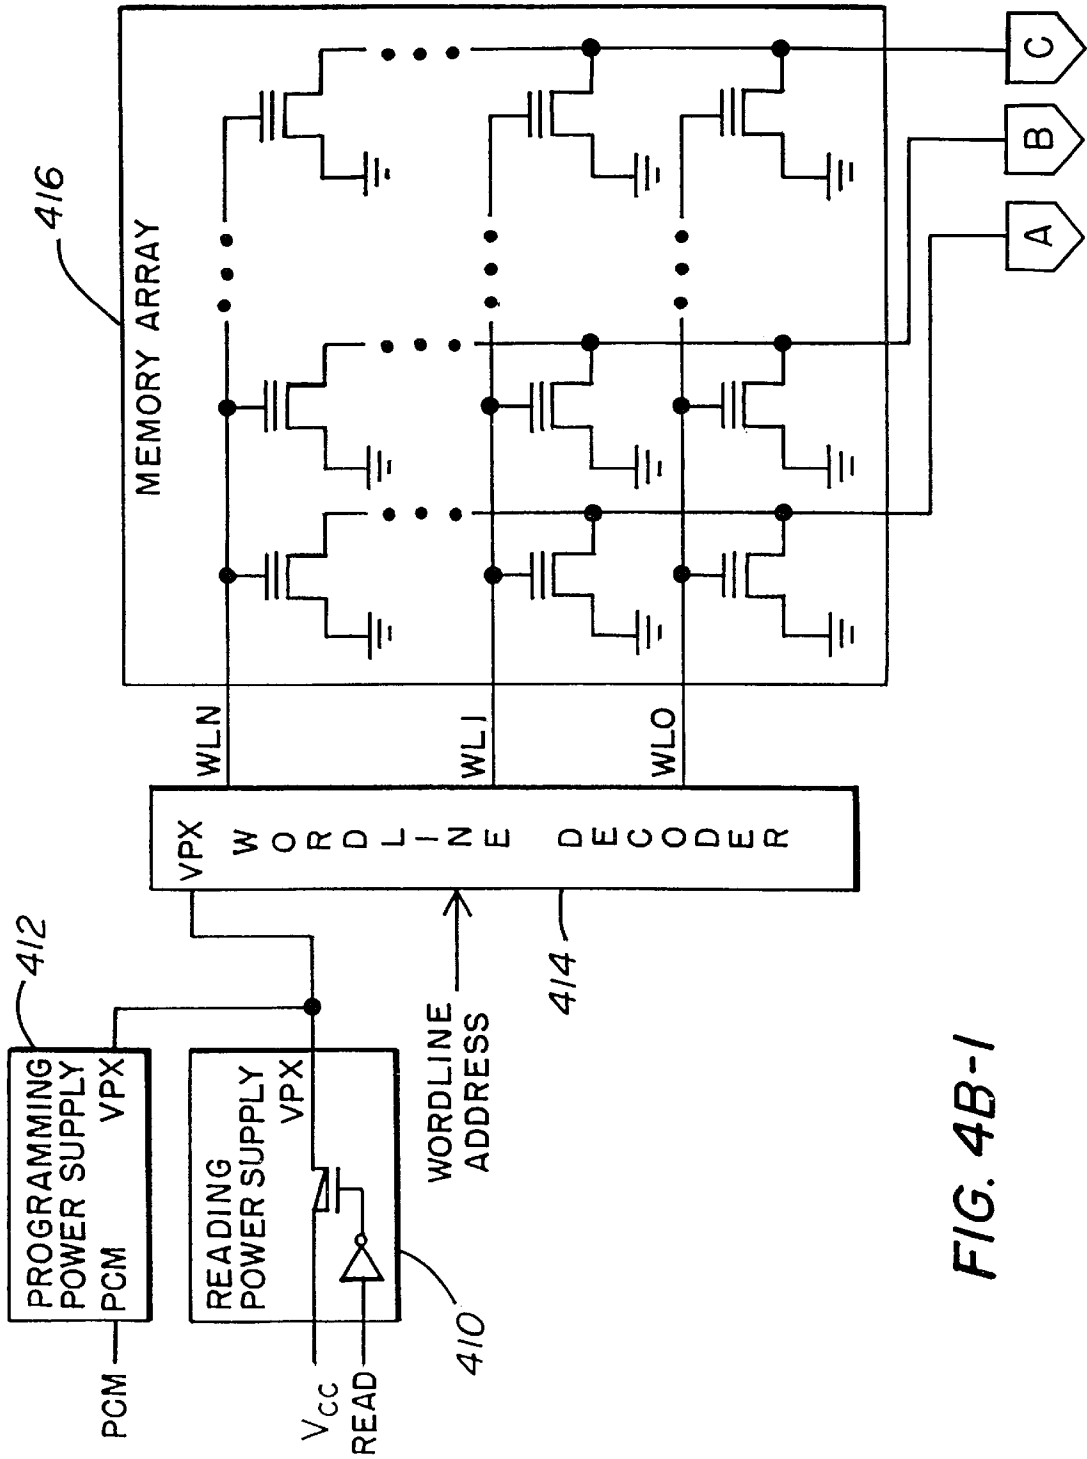 416
MEMORY ARRAY
WLN
WL1
WL0
VPX
WORDLINE DECODER
414
WORDLINE
ADDRESS
412
PROGRAMMING
POWER SUPPLY
PCM VPX
PCM
READING
POWER SUPPLY
VPX
VCC
READ
410
A
B
C
FIG. 4B-1